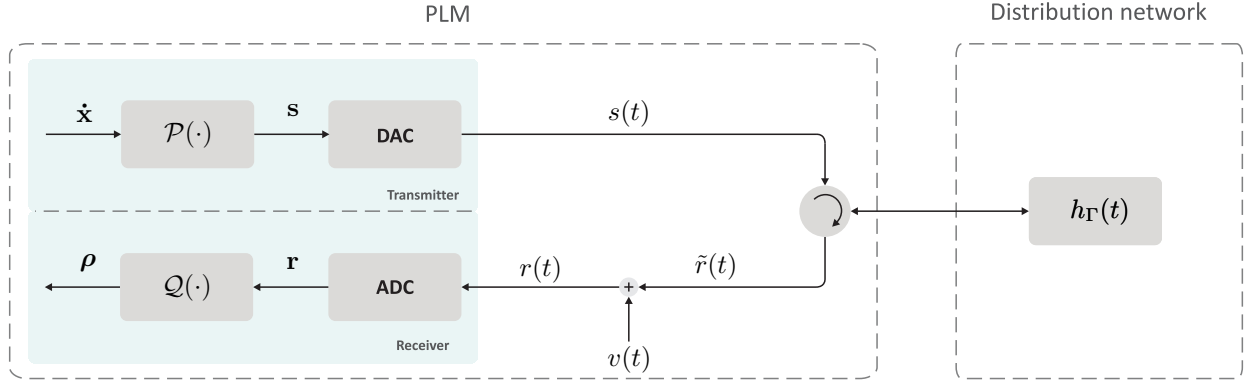 PLM
Distribution network
ẋ
𝒫(·)
s
DAC
s(t)
Transmitter
h_Γ(t)
ρ
𝒬(·)
r
ADC
r(t)
+
r̃(t)
Receiver
v(t)